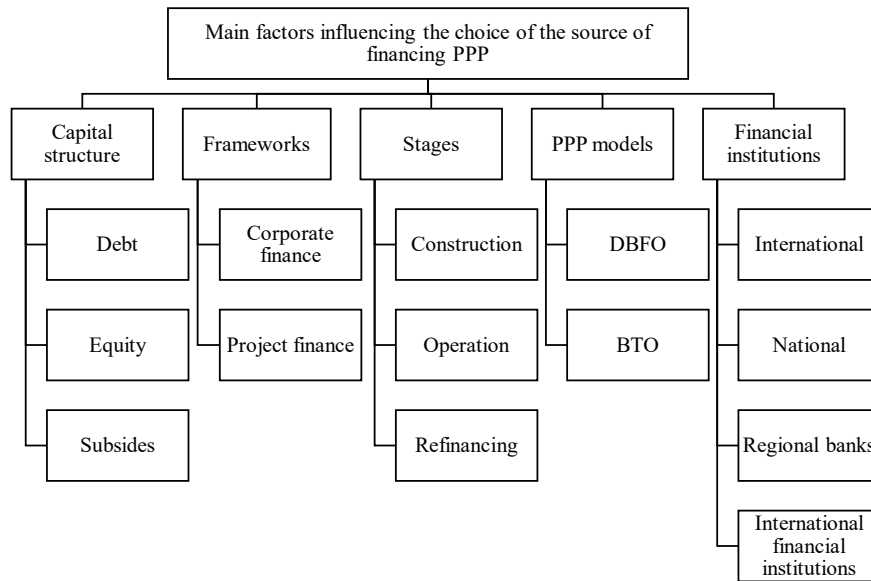 Main factors influencing the choice of the source of
financing PPP
Capital
structure
Frameworks
Stages
PPP models
Financial
institutions
Debt
Corporate
finance
Construction
DBFO
International
Equity
Project finance
Operation
BTO
National
Subsides
Refinancing
Regional banks
International
financial
institutions